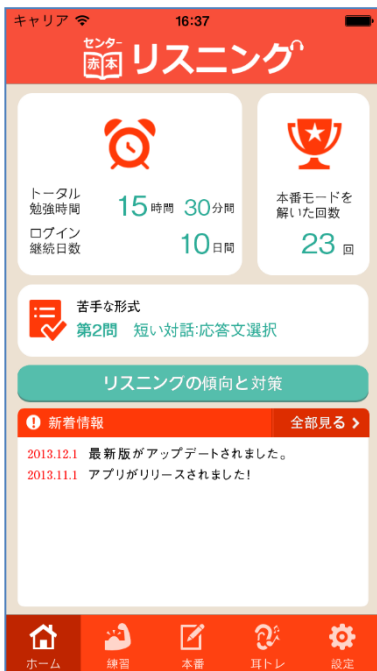 キャリア 16:37
センター
赤本 リスニング
トータル
勉強時間 15時間 30分間
ログイン
継続日数 10日間
本番モードを
解いた回数
23 回
苦手な形式
第2問 短い対話:応答文選択
リスニングの傾向と対策
新着情報 全部見る
2013.12.1 最新版がアップデートされました。
2013.11.1 アプリがリリースされました!
ホーム 練習 本番 耳トレ 設定